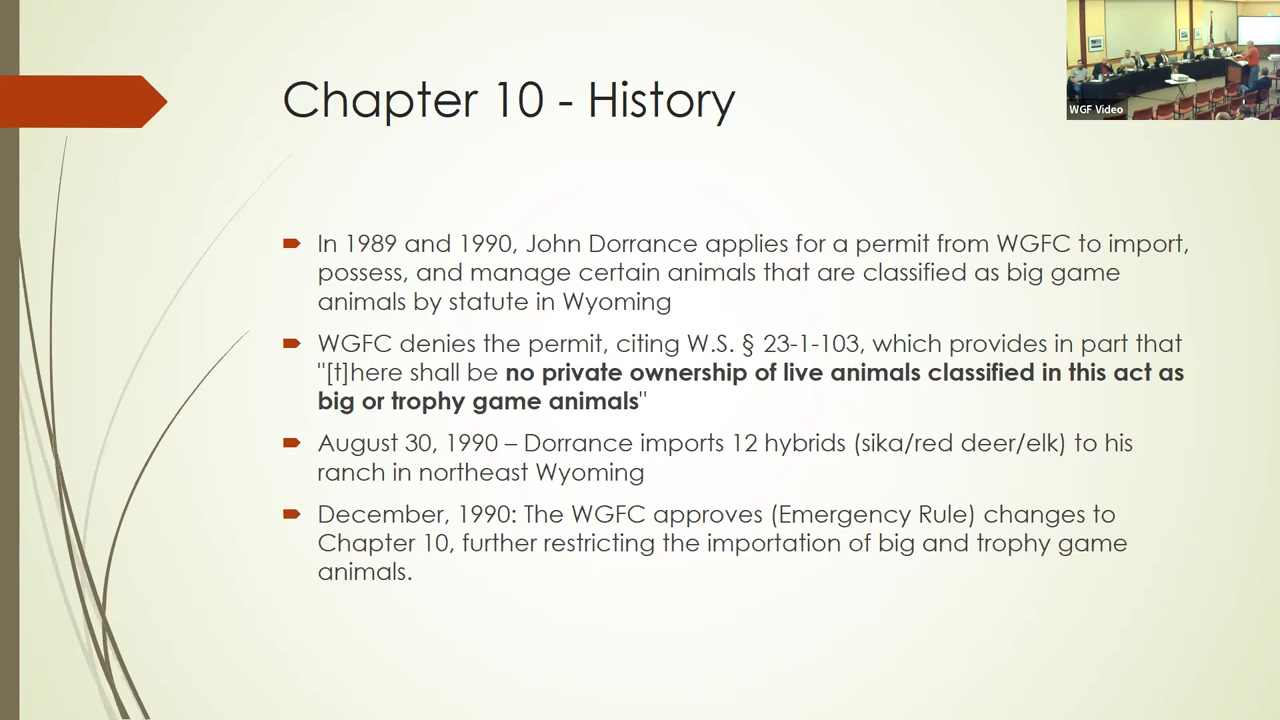 Chapter 10 - History
WGF Video
In 1989 and 1990, John Dorrance applies for a permit from WGFC to import,
possess, and manage certain animals that are classified as big game
animals by statute in Wyoming
WGFC denies the permit, citing W.S. § 23-1-103, which provides in part that
"[t]here shall be no private ownership of live animals classified in this act as
big or trophy game animals"
August 30, 1990 – Dorrance imports 12 hybrids (sika/red deer/elk) to his
ranch in northeast Wyoming
December, 1990: The WGFC approves (Emergency Rule) changes to
Chapter 10, further restricting the importation of big and trophy game
animals.